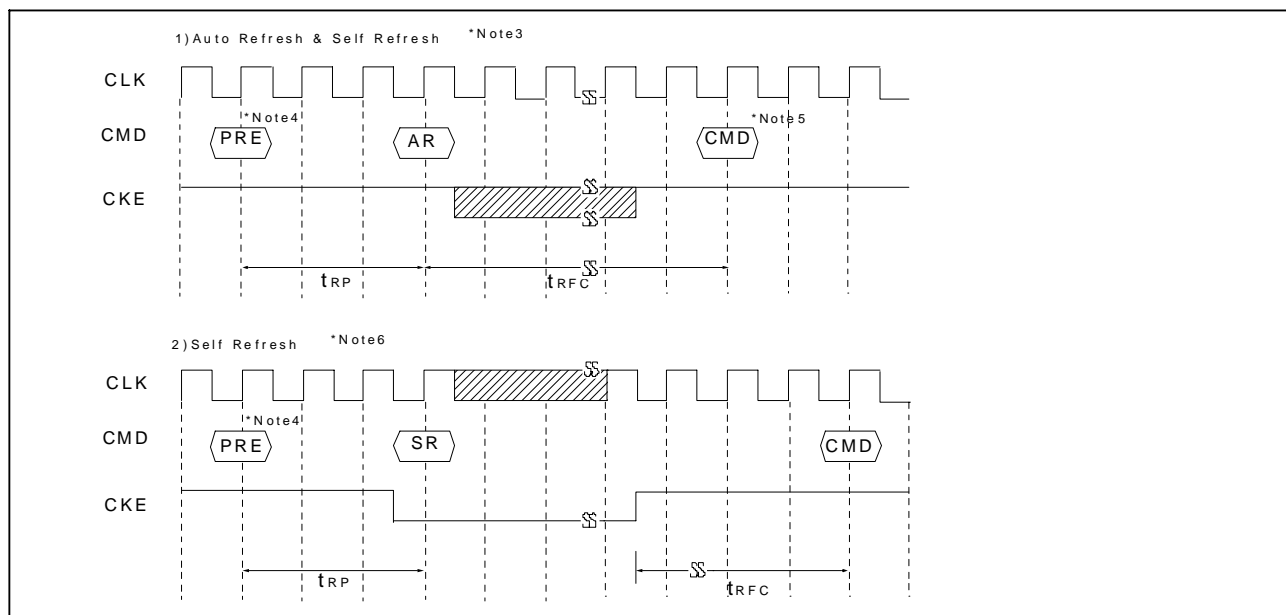 1)Auto Refresh & Self Refresh *Note3
CLK
CMD PRE *Note4 AR CMD *Note5
CKE
tRP tRFC
2)Self Refresh *Note6
CLK
CMD PRE *Note4 SR CMD
CKE
tRP tRFC